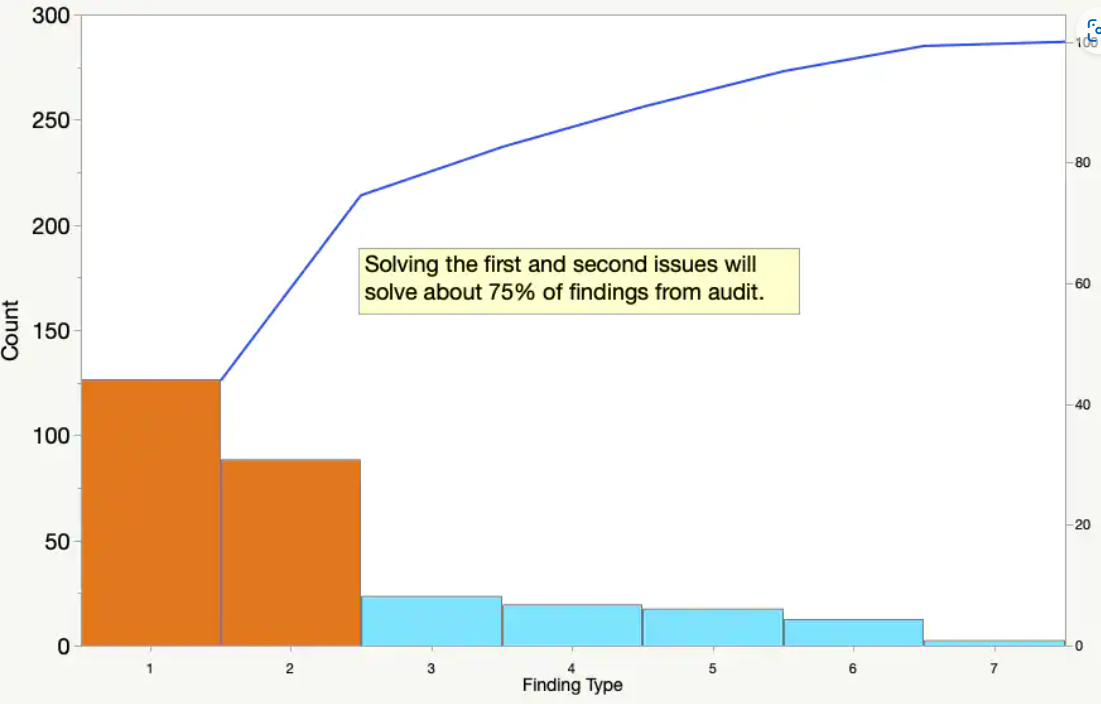 300
250
200
150
100
50
0
Count
Solving the first and second issues will
solve about 75% of findings from audit.
100
80
60
40
20
0
1 2 3 4 5 6 7
Finding Type